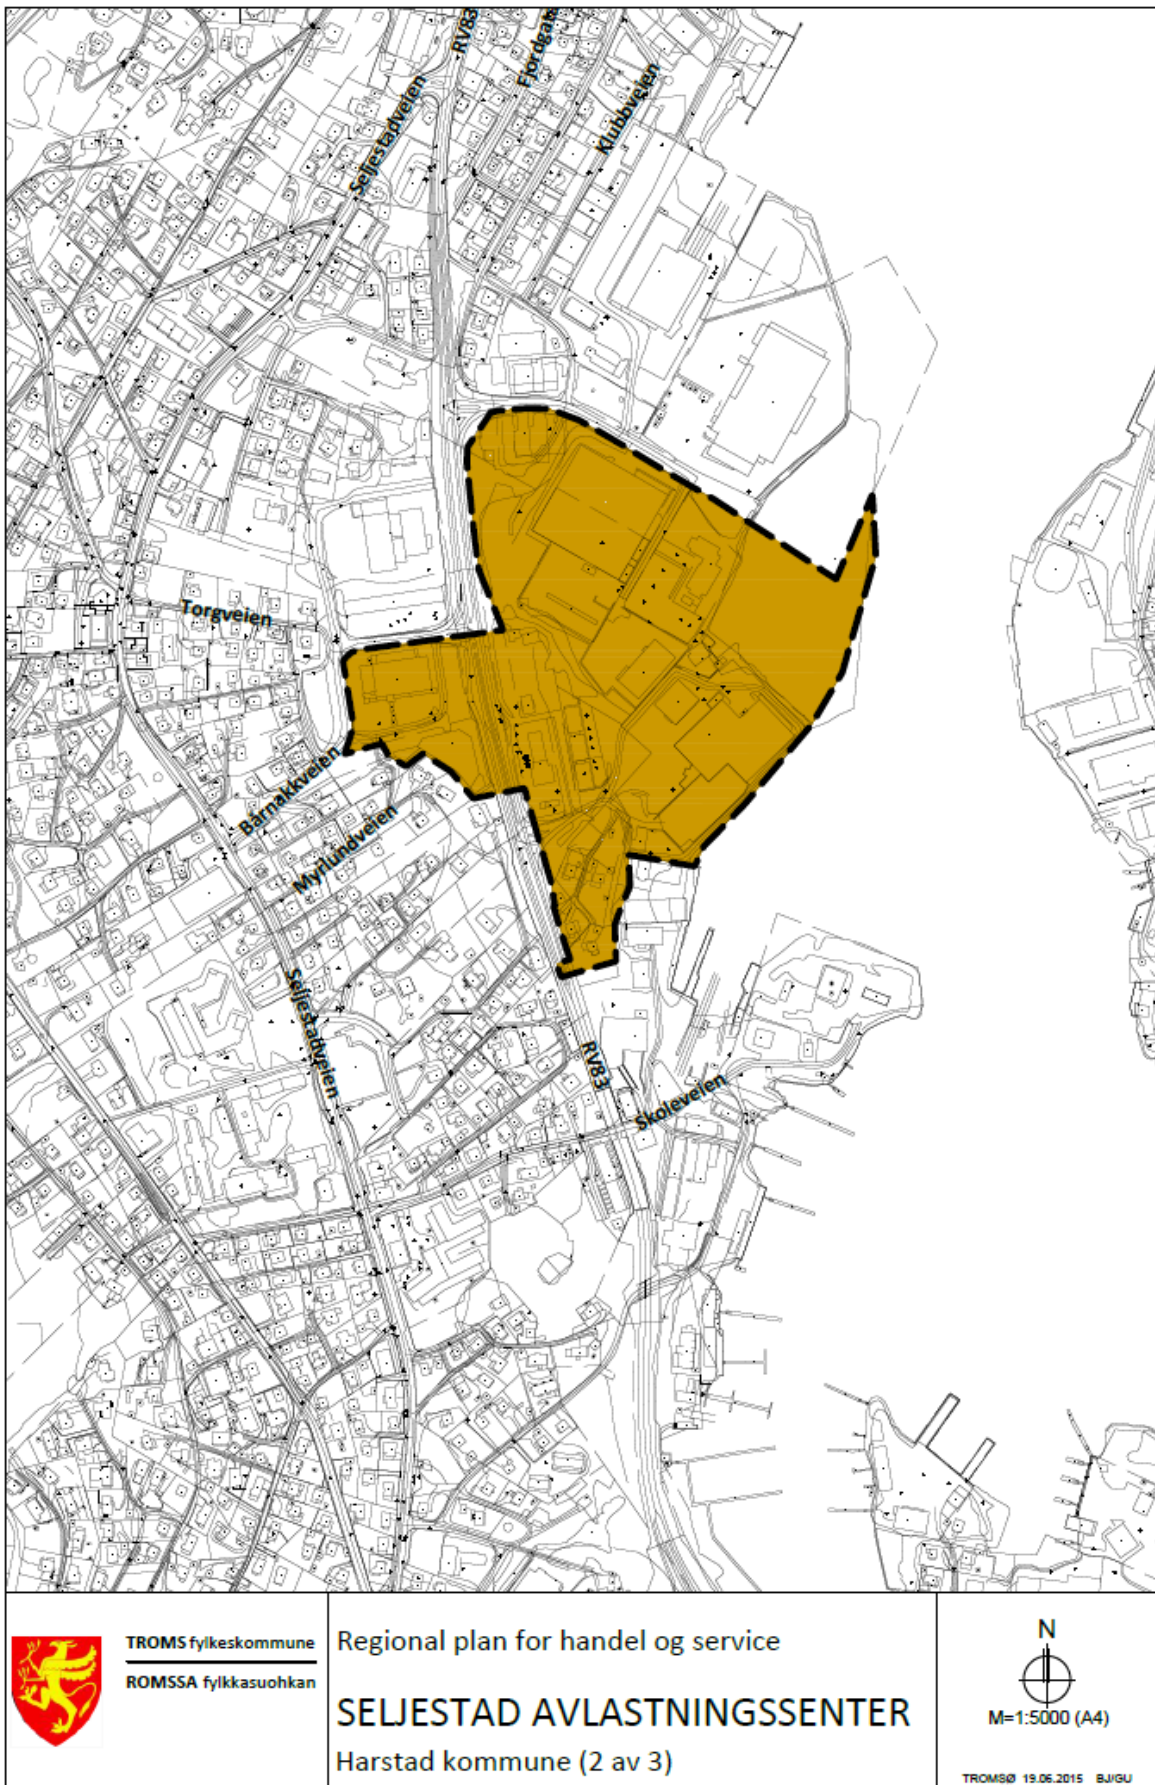 RV83
Fjordgata
Klubbveien
Seljestadveien
Torgveien
Bárnakkveien
Myrlundveien
Seljestadveien
RV83
Skoleveien
TROMS fylkeskommune
ROMSSA fylkkasuohkan
Regional plan for handel og service
SELJESTAD AVLASTNINGSSENTER
Harstad kommune (2 av 3)
N
M=1:5000 (A4)
TROMSØ 19.06.2015 BJ/GU